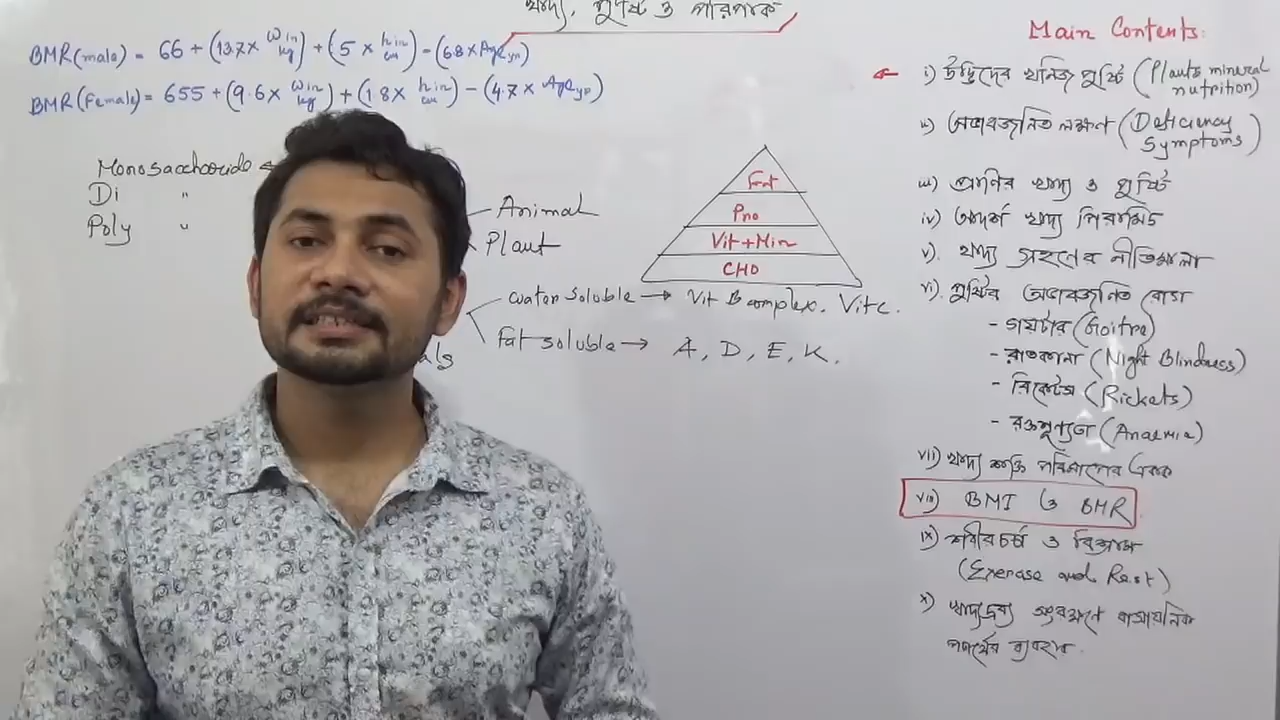 খাদ্য, পুষ্টি ও পরিপাক
BMR(male) = 66 + (13.7 × W in kg) + (5 × h in cm) - (6.8 × Age yr)
BMR(Female) = 655 + (9.6 × W in kg) + (1.8 × h in cm) - (4.7 × Age yr)
Monosaccharide
Di "
Poly "
Animal
Plant
Water Soluble → Vit B complex. Vit C.
Fat soluble → A, D, E, K.
Fat
Pro
Vit + Min
CHO
Main Contents:
i) উদ্ভিদের খনিজ পুষ্টি (Plants mineral nutrition)
ii) অভাবজনিত লক্ষণ (Deficiency Symptoms)
iii) প্রাণির খাদ্য ও পুষ্টি
iv) আদর্শ খাদ্য পিরামিড
v). খাদ্য গ্রহণের নীতিমালা
vi). পুষ্টির অভাবজনিত রোগ
- গয়টার (Goitre)
- রাতকানা (Night Blindness)
- রিকেটস (Rickets)
- রক্তশূন্যতা (Anaemia)
vii) খাদ্য শক্তি পরিমাপের একক
viii) BMI ও BMR
ix) শরীরচর্চা ও বিশ্রাম
(Exercise and Rest)
x) খাদ্যদ্রব্য সংরক্ষণে রাসায়নিক
পদার্থের ব্যবহার.